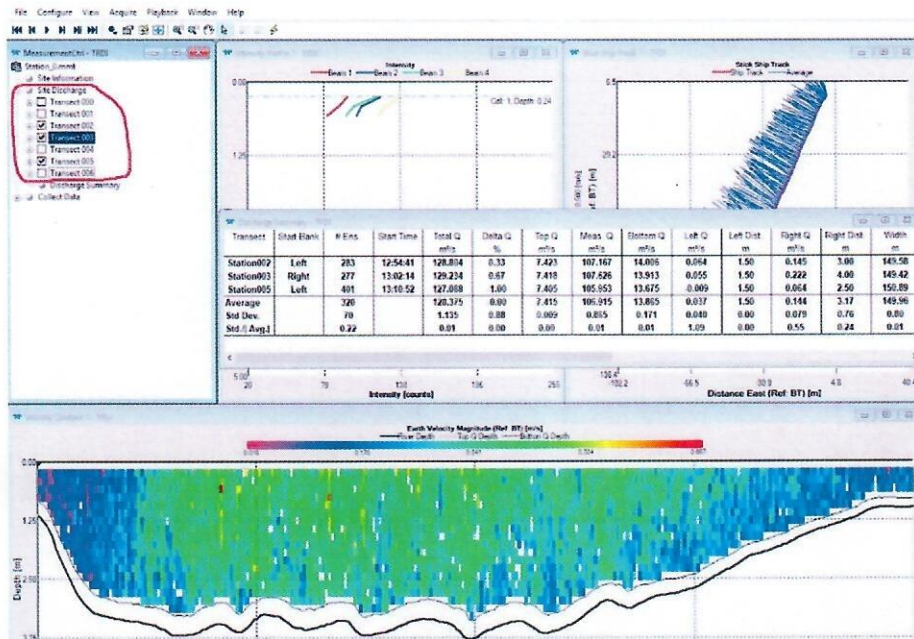 File Configure View Acquire Playback Window Help
MeasurementCtrl - TRDI
Site Information
Site Discharge
Transect 000
Transect 001
Transect 002
Transect 003
Transect 004
Transect 005
Transect 006
Discharge Summary
Collect Data
Intensity
Beam 1 Beam 2 Beam 3 Beam 4
0.00
1.25
Cell: 1, Depth: 0.24
Stick Ship Track
Ship Track Average
Transect Start Bank # Ens Start Time Total Q Delta Q Top Q Meas. Q Bottom Q Left Q Left Dist. Right Q Right Dist. Width
m³/s % m³/s m³/s m³/s m³/s m m³/s m m
Station002 Left 283 12:54:41 128.804 0.33 7.423 107.167 14.006 0.064 1.50 0.145 3.00 149.58
Station003 Right 277 13:02:14 129.234 0.67 7.418 107.626 13.913 0.055 1.50 0.222 4.00 149.42
Station005 Left 401 13:10:52 127.088 1.00 7.405 105.953 13.675 -0.009 1.50 0.064 2.50 150.89
Average 320 128.375 0.00 7.415 106.915 13.865 0.037 1.50 0.144 3.17 149.96
Std Dev. 70 1.135 0.88 0.009 0.865 0.171 0.040 0.00 0.079 0.76 0.80
Std./| Avg.| 0.22 0.01 0.00 0.00 0.01 0.01 1.09 0.00 0.55 0.24 0.01
5.00
Intensity [counts]
Distance East (Ref: BT) [m]
Earth Velocity Magnitude (Ref: BT) [m/s]
River Depth Top Q Depth Bottom Q Depth
0.00
1.25
2.50
Depth [m]